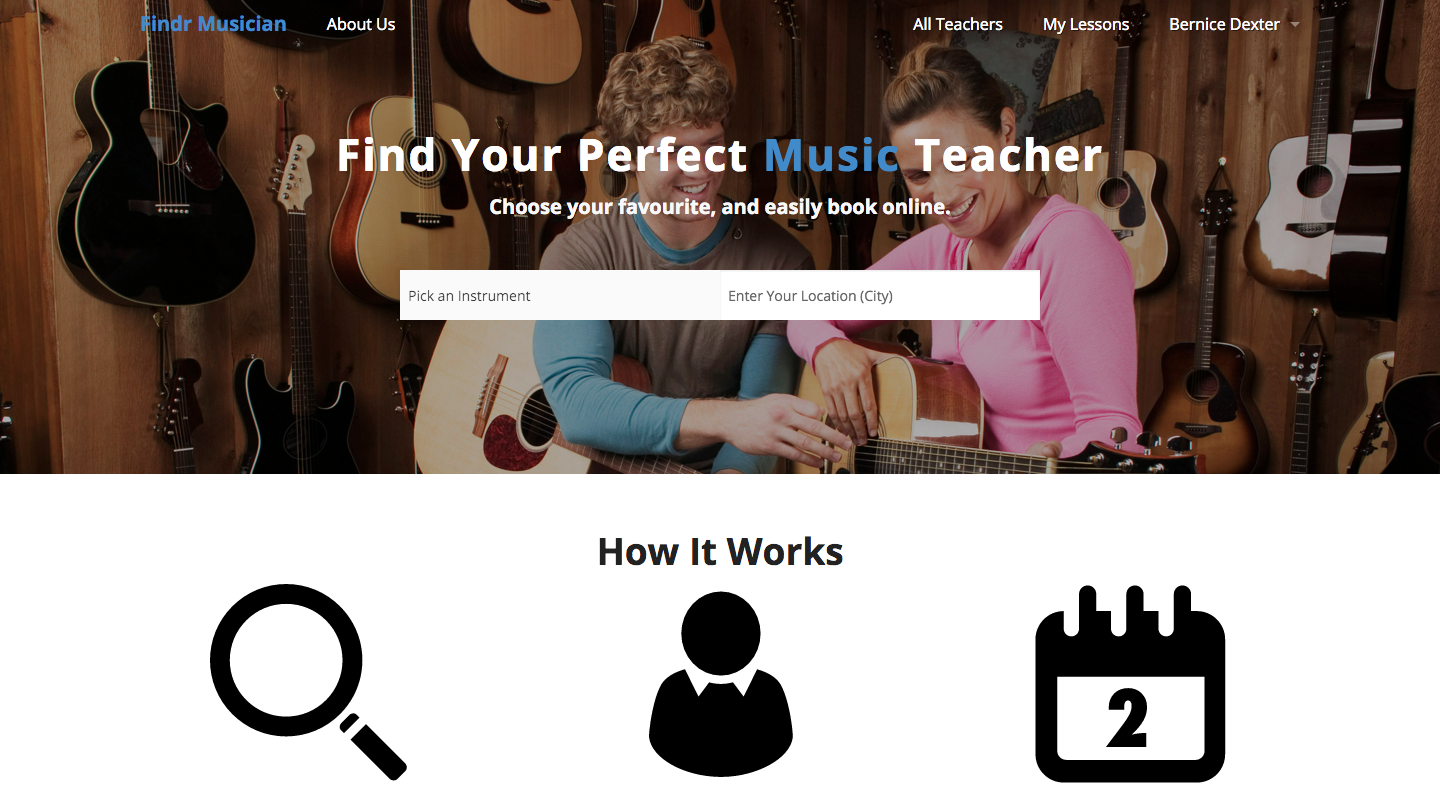 Findr Musician About Us All Teachers My Lessons Bernice Dexter
Find Your Perfect Music Teacher
Choose your favourite, and easily book online.
Pick an Instrument Enter Your Location (City)
How It Works
2